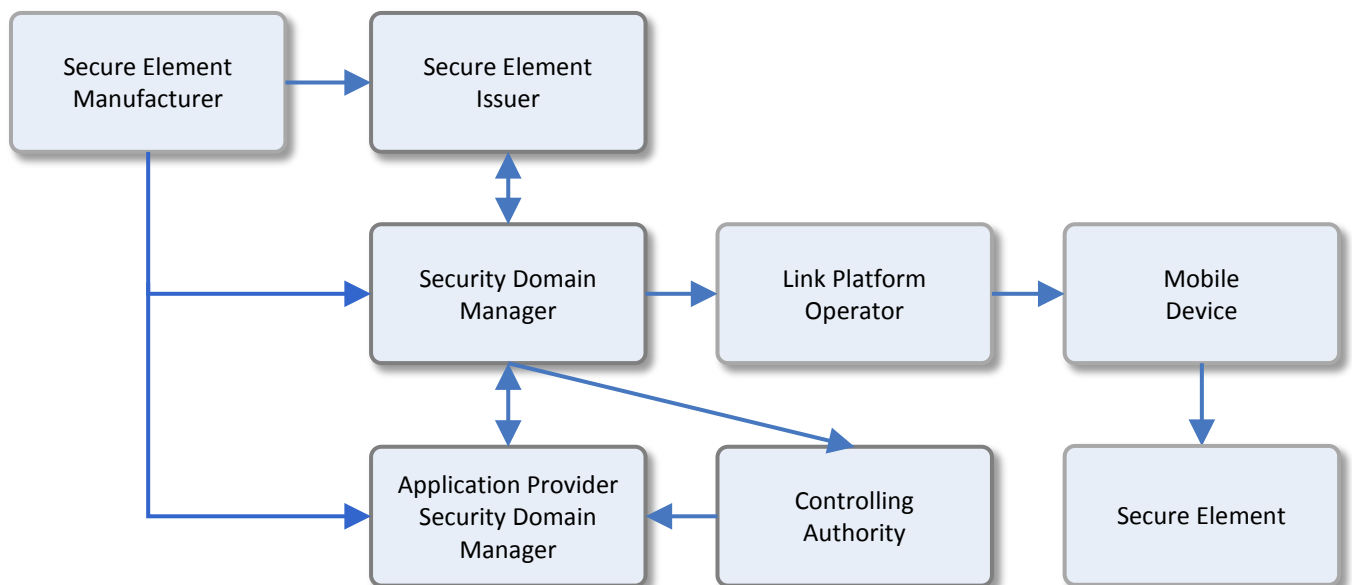 Secure Element
Manufacturer
Secure Element
Issuer
Security Domain
Manager
Link Platform
Operator
Mobile
Device
Application Provider
Security Domain
Manager
Controlling
Authority
Secure Element